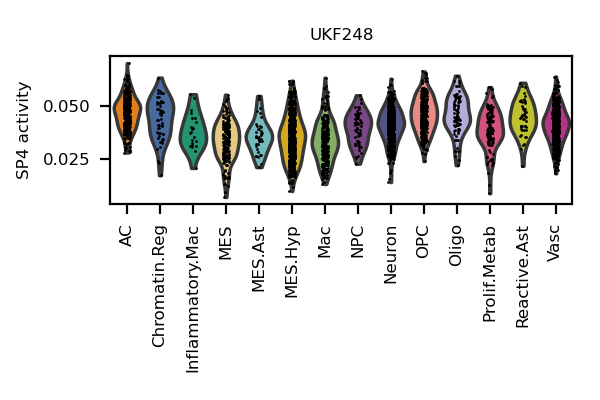 UKF248
SP4 activity
0.050
0.025
AC
Chromatin.Reg
Inflammatory.Mac
MES
MES.Ast
MES.Hyp
Mac
NPC
Neuron
OPC
Oligo
Prolif.Metab
Reactive.Ast
Vasc